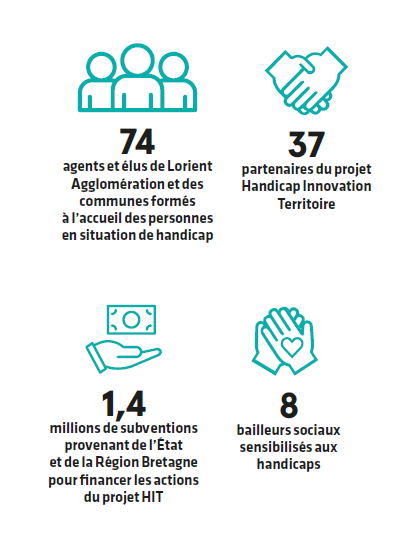 74
agents et élus de Lorient
Agglomération et des
communes formés
à l'accueil des personnes
en situation de handicap
37
partenaires du projet
Handicap Innovation
Territoire
1,4
millions de subventions
provenant de l'État
et de la Région Bretagne
pour financer les actions
du projet HIT
8
bailleurs sociaux
sensibilisés aux
handicaps